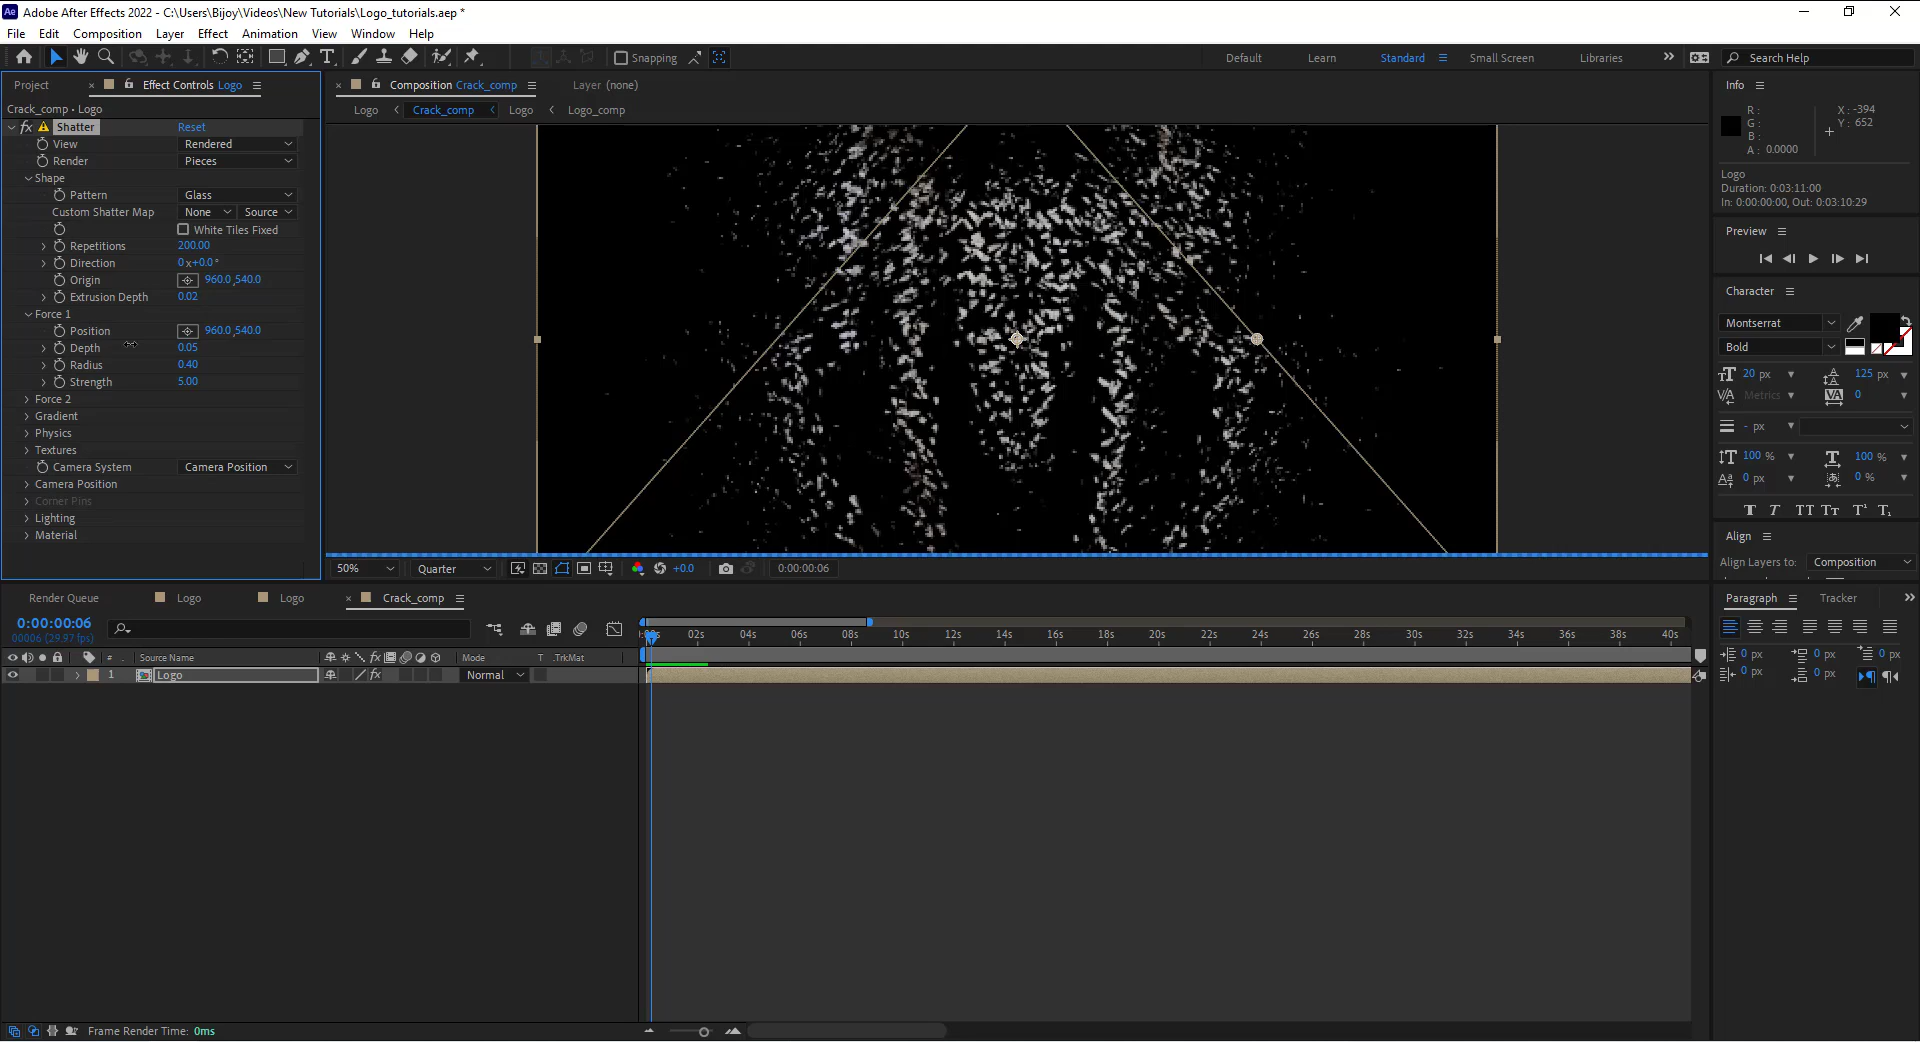 Adobe After Effects 2022 - C:\Users\Bijoy\Videos\New Tutorials\Logo_tutorials.aep *
File Edit Composition Layer Effect Animation View Window Help
Snapping Default Learn Standard Small Screen Libraries Search Help
Project Effect Controls Logo Composition Crack_comp Layer (none) Info
Crack_comp • Logo
Logo Crack_comp Logo Logo_comp
R : G : B : A : 0.0000
X : -394
Y : 652
Logo
Duration: 0:03:11:00
In: 0:00:00:00, Out: 0:03:10:29
fx Shatter Reset
View Rendered
Render Pieces
Shape
Pattern Glass
Custom Shatter Map None Source
White Tiles Fixed
Repetitions 200.00
Direction 0x+0.0°
Origin 960.0,540.0
Extrusion Depth 0.02
Force 1
Position 960.0,540.0
Depth 0.05
Radius 0.40
Strength 5.00
Force 2
Gradient
Physics
Textures
Camera System Camera Position
Camera Position
Corner Pins
Lighting
Material
Preview
Character
Montserrat
Bold
20 px 125 px
Metrics 0
- px
100 % 100 %
0 px 0 %
T T TT Tt T¹ T₁
Align
Align Layers to: Composition
50% Quarter +0.0 0:00:00:06
Render Queue Logo Logo Crack_comp
Paragraph Tracker
0:00:00:06
00006 (29.97 fps)
02s 04s 06s 08s 10s 12s 14s 16s 18s 20s 22s 24s 26s 28s 30s 32s 34s 36s 38s 40s
# Source Name fx Mode T .TrkMat
1 Logo fx Normal
0 px 0 px 0 px
0 px 0 px
Frame Render Time: 0ms